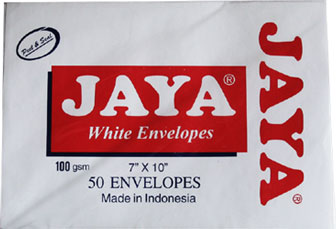 Peel & Seal
JAYA®
White Envelopes
100 gsm
7" X 10"
50 ENVELOPES
Made in Indonesia
JAYA®